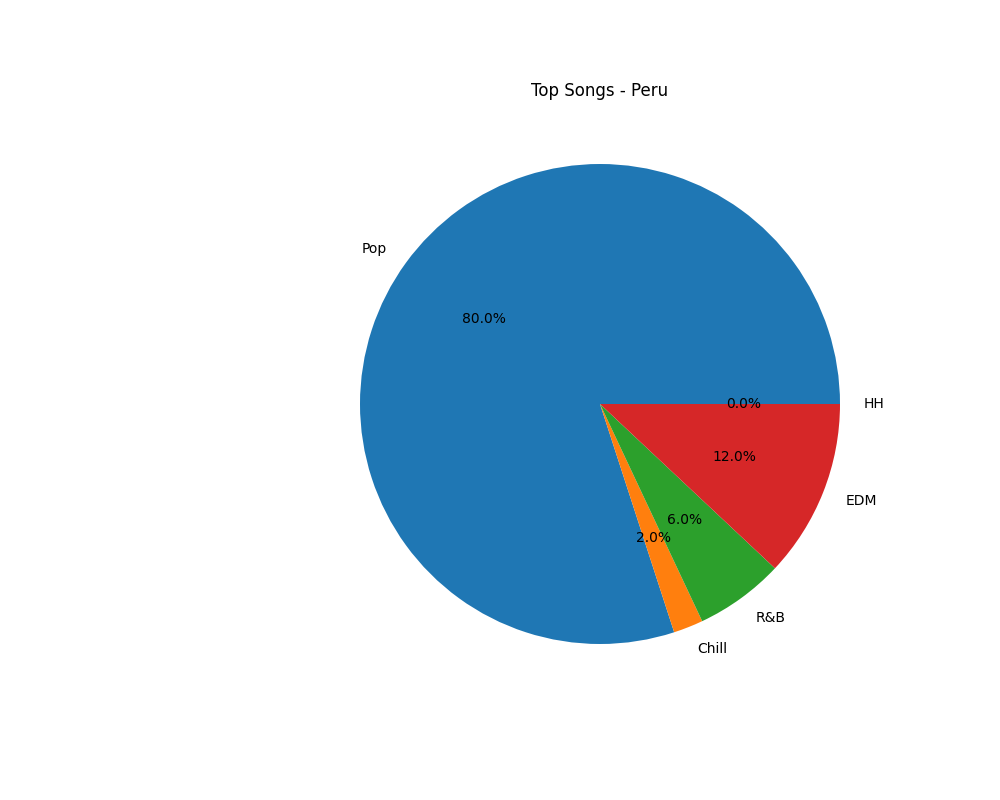 Top Songs - Peru
Pop
80.0%
0.0%
HH
12.0%
EDM
6.0%
2.0%
R&B
Chill